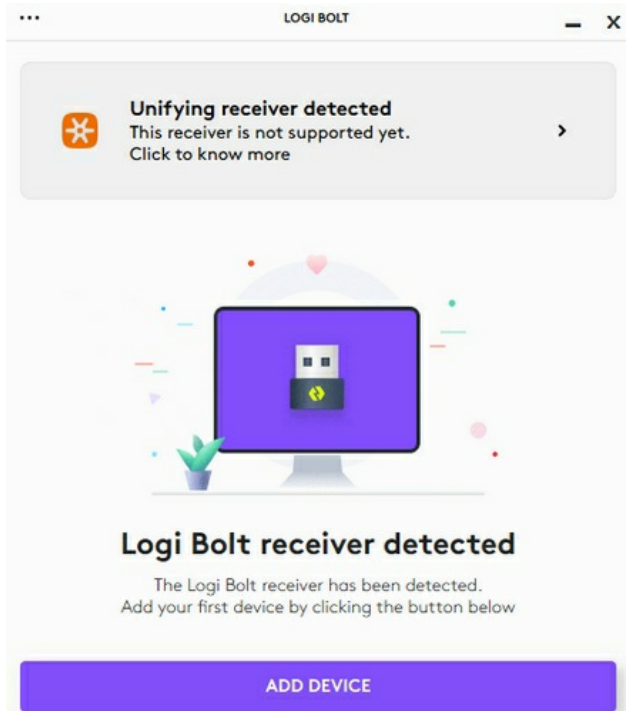 LOGI BOLT
Unifying receiver detected
This receiver is not supported yet.
Click to know more
Logi Bolt receiver detected
The Logi Bolt receiver has been detected.
Add your first device by clicking the button below
ADD DEVICE